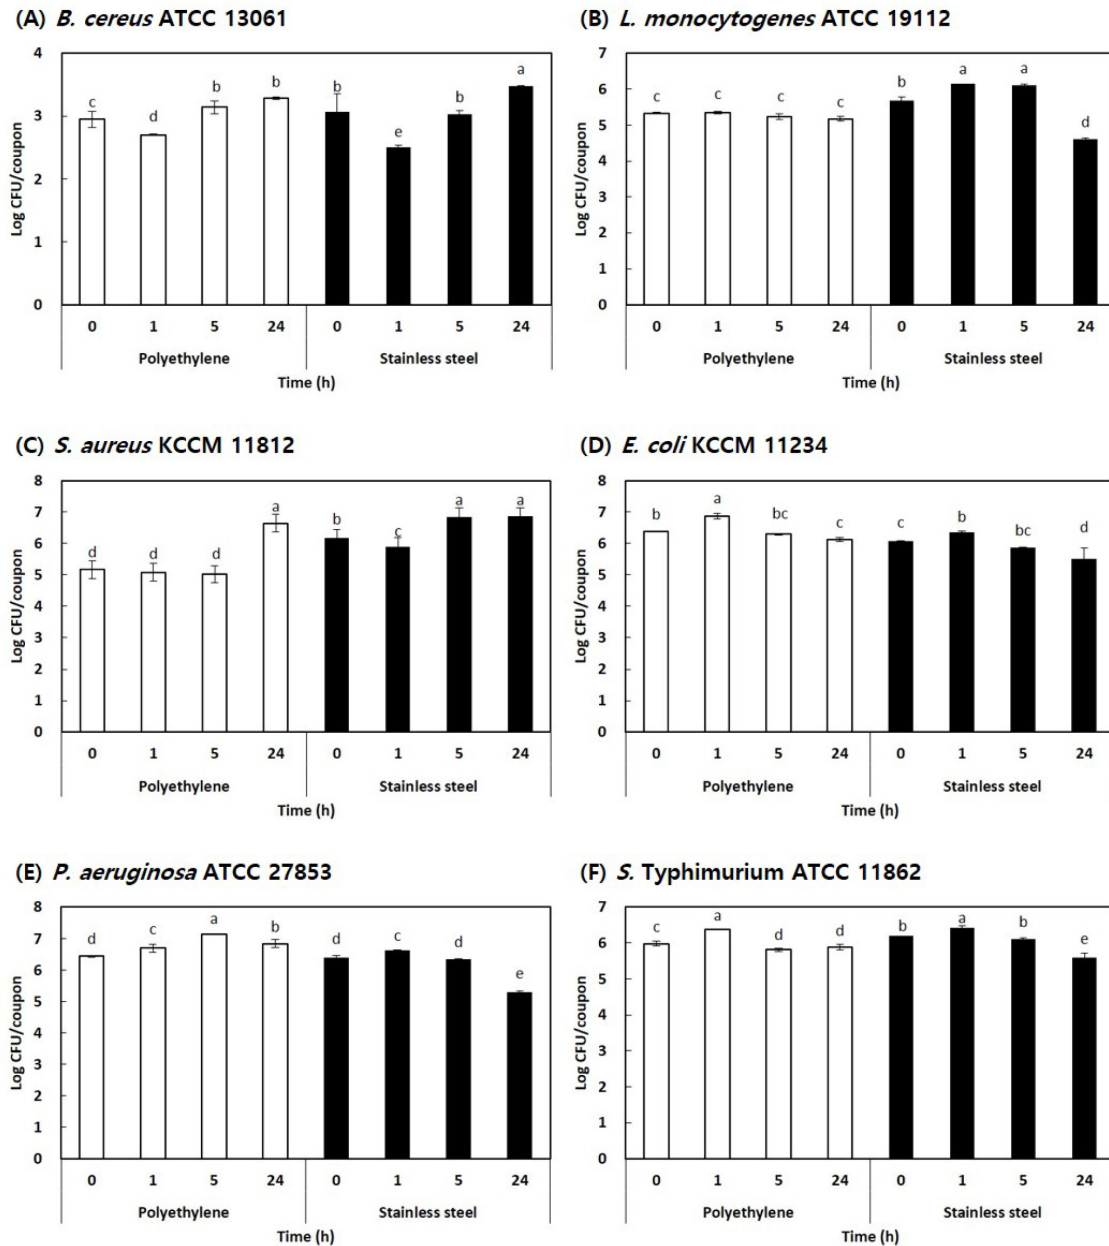 (A) B. cereus ATCC 13061
Log CFU/coupon
4
3
2
1
0
c d b b b e b a
0 1 5 24 0 1 5 24
Polyethylene Stainless steel
Time (h)
(B) L. monocytogenes ATCC 19112
Log CFU/coupon
7
6
5
4
3
2
1
0
c c c c b a a d
0 1 5 24 0 1 5 24
Polyethylene Stainless steel
Time (h)
(C) S. aureus KCCM 11812
Log CFU/coupon
8
7
6
5
4
3
2
1
0
d d d a b c a a
0 1 5 24 0 1 5 24
Polyethylene Stainless steel
Time (h)
(D) E. coli KCCM 11234
Log CFU/coupon
8
7
6
5
4
3
2
1
0
b a bc c c b bc d
0 1 5 24 0 1 5 24
Polyethylene Stainless steel
Time (h)
(E) P. aeruginosa ATCC 27853
Log CFU/coupon
8
7
6
5
4
3
2
1
0
d c a b d c d e
0 1 5 24 0 1 5 24
Polyethylene Stainless steel
Time (h)
(F) S. Typhimurium ATCC 11862
Log CFU/coupon
7
6
5
4
3
2
1
0
c a d d b a b e
0 1 5 24 0 1 5 24
Polyethylene Stainless steel
Time (h)